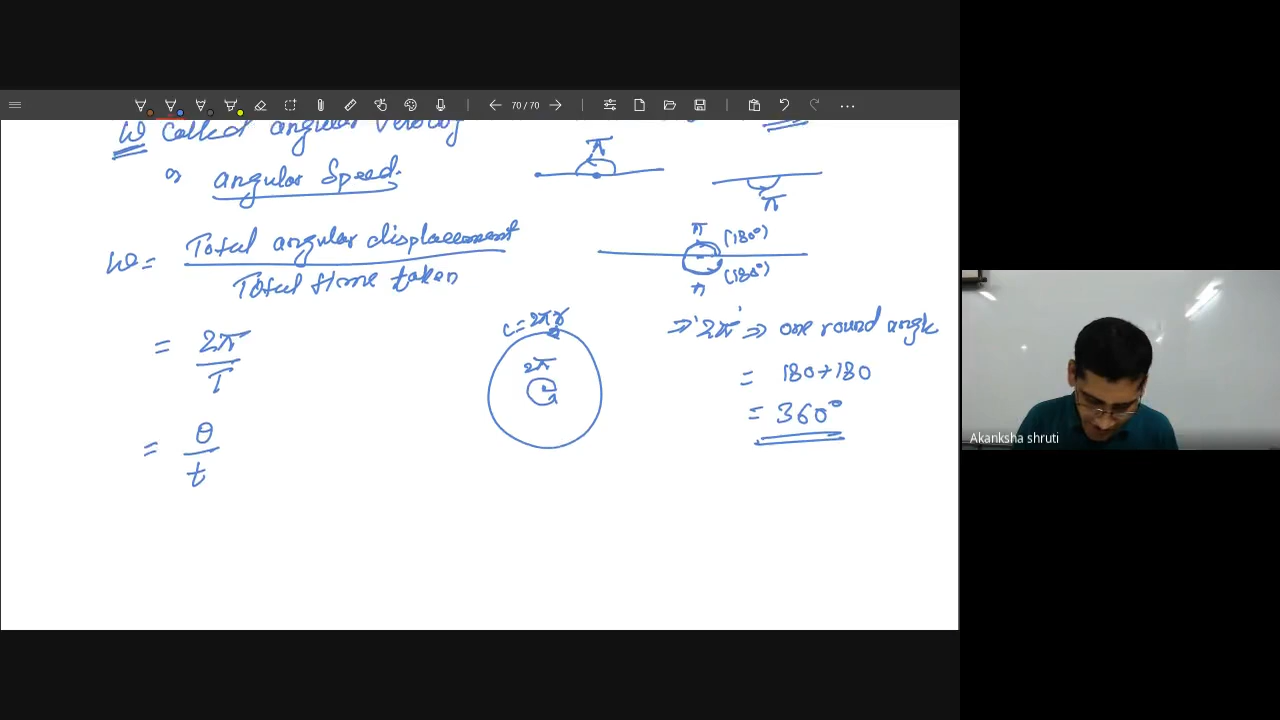 70 / 70
ω called angular velocity
or angular speed.
π
π
ω = Total angular displacement
Total time taken
π (180°)
(180°)
π
= 2π
T
C = 2πr
2π
⇒ '2π' ⇒ one round angle
= 180+180
= 360°
= θ
t
Akanksha shruti